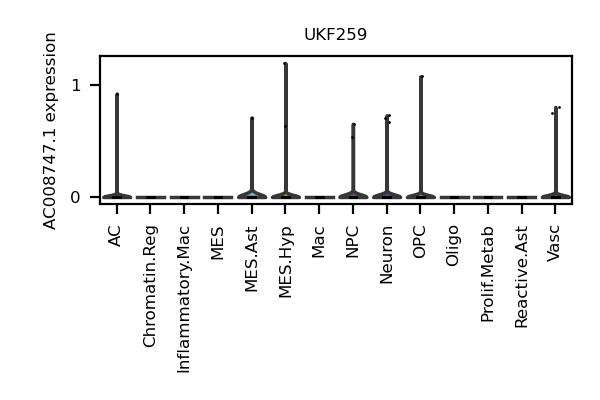 UKF259
AC008747.1 expression
1
0
AC
Chromatin.Reg
Inflammatory.Mac
MES
MES.Ast
MES.Hyp
Mac
NPC
Neuron
OPC
Oligo
Prolif.Metab
Reactive.Ast
Vasc